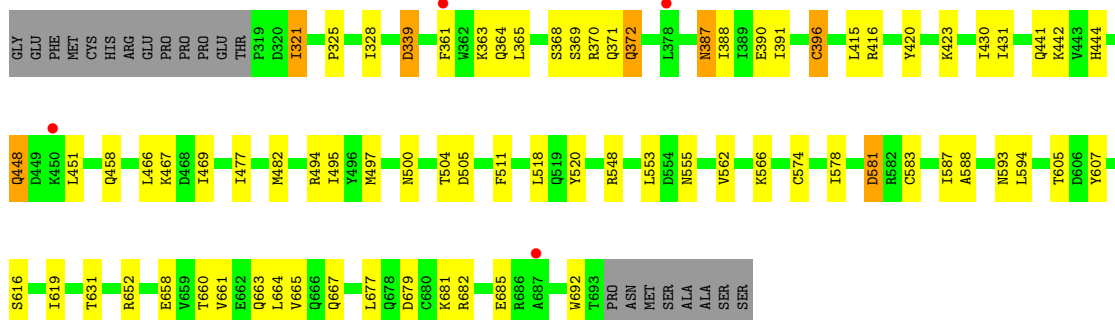 GLY GLU PHE MET CYS HIS ARG GLU PRO PRO PRO GLU THR P319 D320 I321 P325 I328 D339 F361 W362 K363 Q364 L365 S368 S369 R370 Q371 Q372 L378 N387 I388 I389 E390 I391 C396 L415 R416 Y420 K423 I430 I431 Q441 K442 V443 H444
Q448 D449 K450 L451 Q458 L466 K467 D468 I469 I477 M482 R494 I495 Y496 M497 N500 T504 D505 F511 L518 Q519 Y520 R548 L553 D554 N555 V562 K566 C574 I578 D581 R582 C583 I587 A588 N593 L594 T605 D606 Y607
S616 I619 T631 R652 E658 V659 T660 V661 E662 Q663 L664 V665 Q666 Q667 L677 Q678 D679 C680 K681 R682 E685 R686 A687 W692 T693 PRO ASN MET SER ALA ALA SER SER